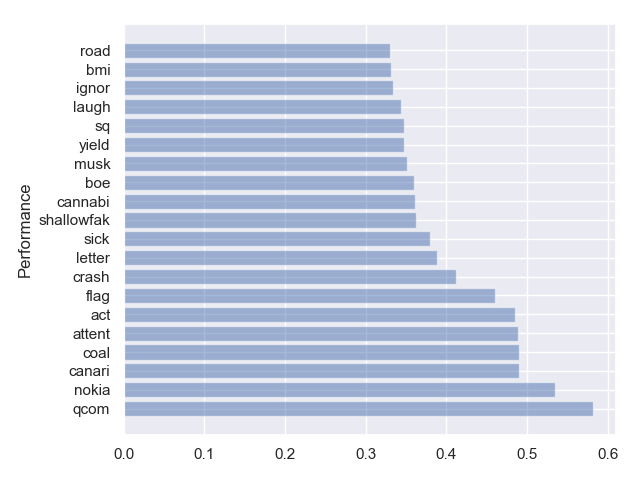 road
bmi
ignor
laugh
sq
yield
musk
boe
cannabi
shallowfak
sick
letter
crash
flag
act
attent
coal
canari
nokia
qcom
Performance
0.0 0.1 0.2 0.3 0.4 0.5 0.6